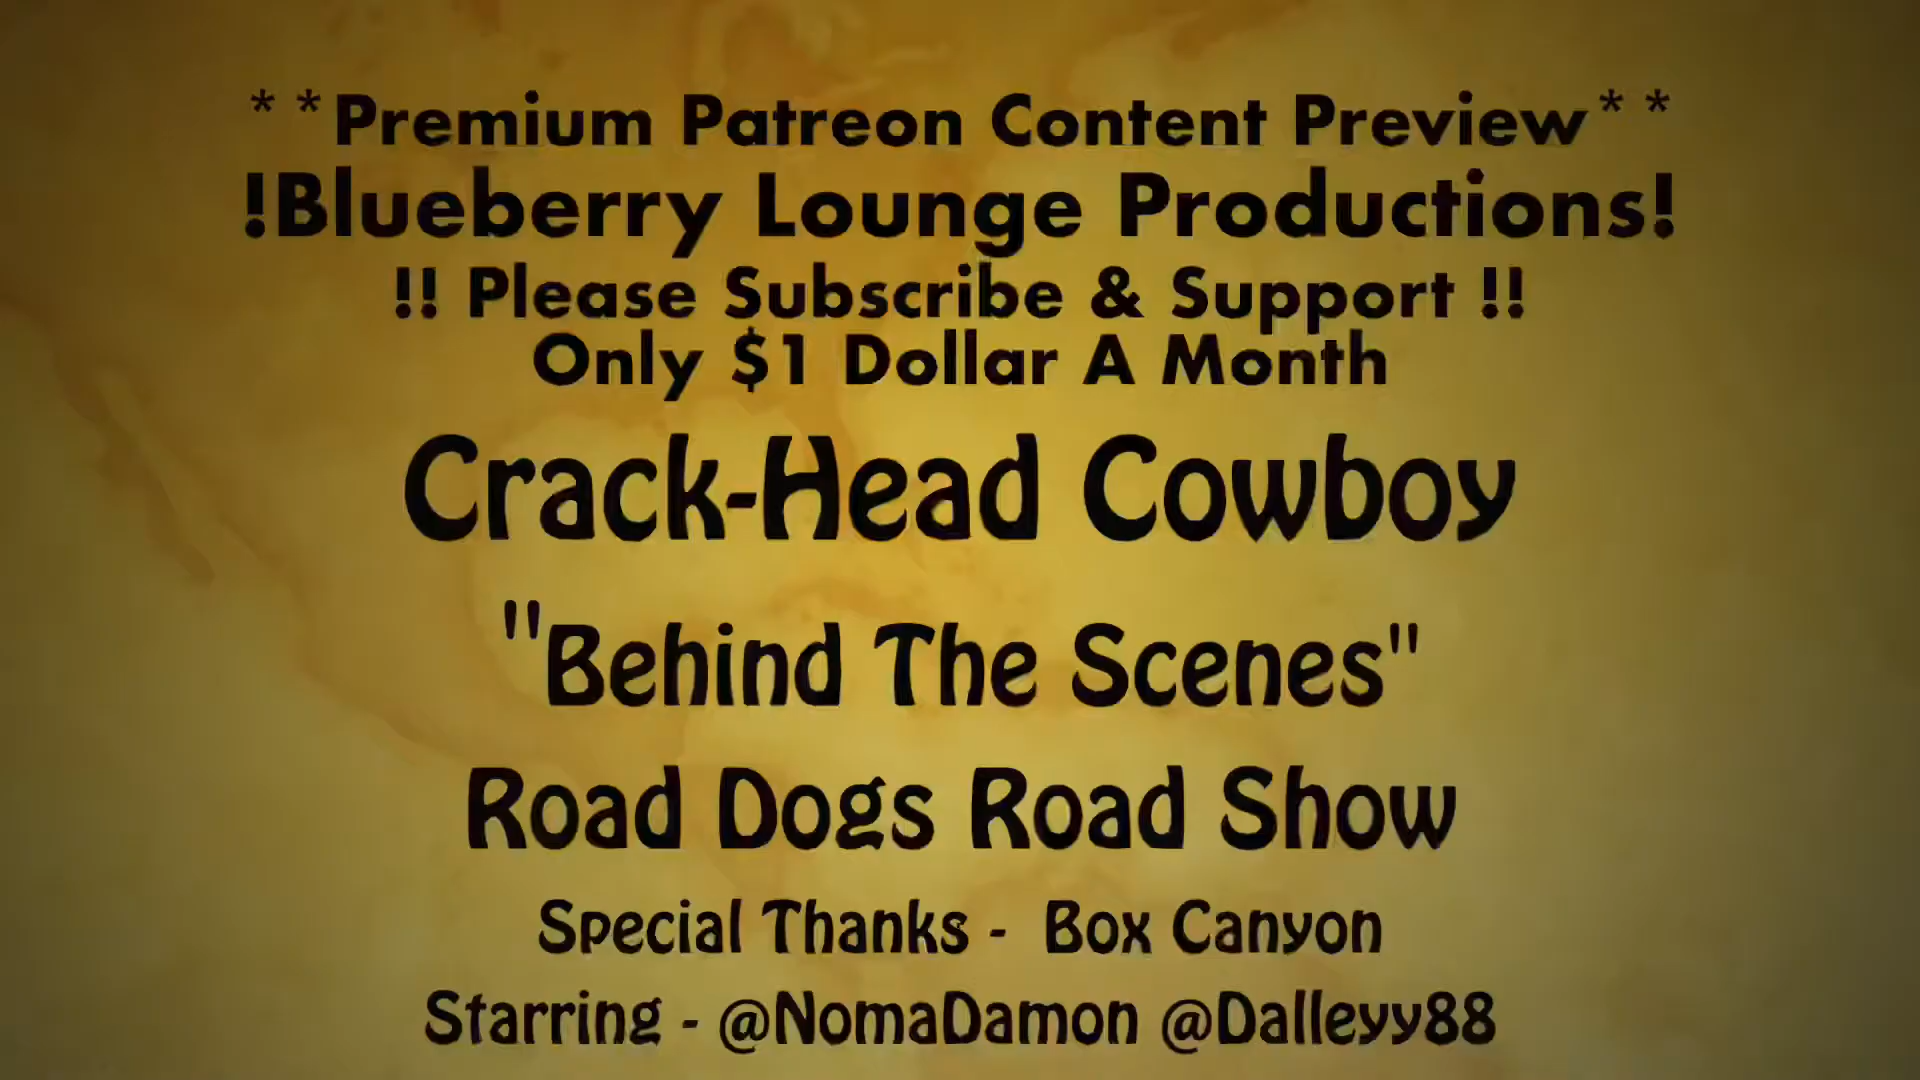 **Premium Patreon Content Preview**
!Blueberry Lounge Productions!
!! Please Subscribe & Support !!
Only $1 Dollar A Month
Crack-Head Cowboy
"Behind The Scenes"
Road Dogs Road Show
Special Thanks - Box Canyon
Starring - @NomaDamon @Dalleyy88